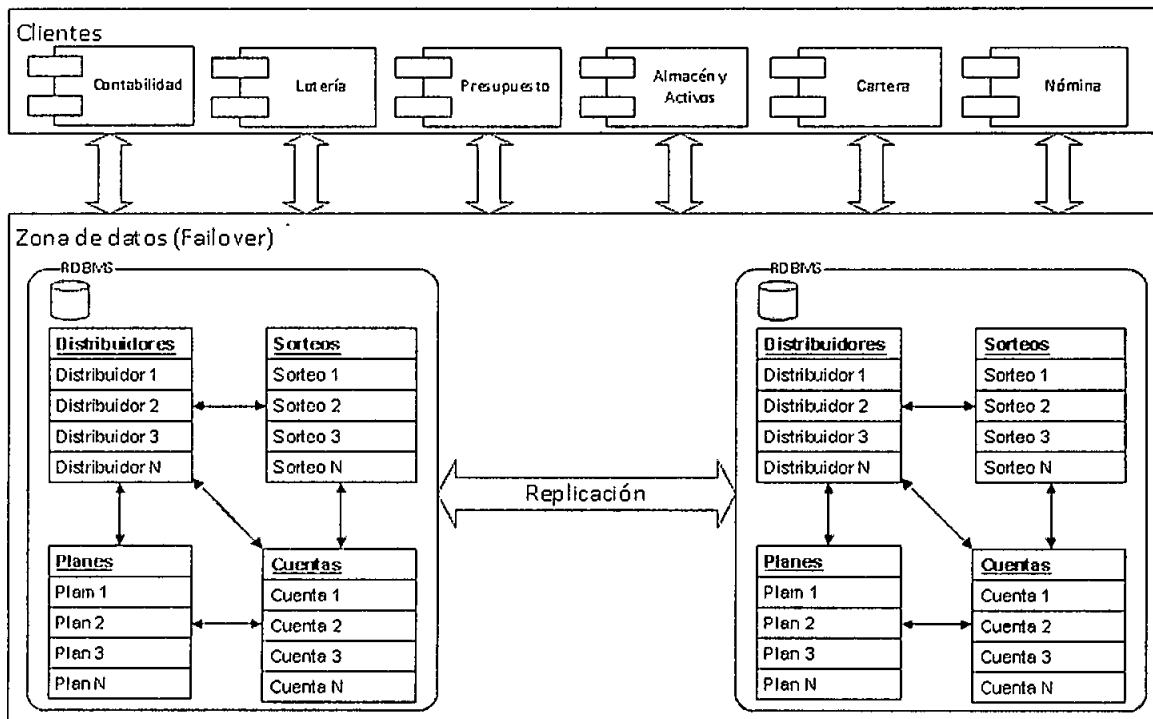 Clientes
Contabilidad
Lotería
Presupuesto
Almacén y
Activos
Cartera
Nómina
Zona de datos (Failover)
RDBMS
Distribuidores
Distribuidor 1
Distribuidor 2
Distribuidor 3
Distribuidor N
Sorteos
Sorteo 1
Sorteo 2
Sorteo 3
Sorteo N
Planes
Plam 1
Plan 2
Plan 3
Plan N
Cuentas
Cuenta 1
Cuenta 2
Cuenta 3
Cuenta N
Replicación
RDBMS
Distribuidores
Distribuidor 1
Distribuidor 2
Distribuidor 3
Distribuidor N
Sorteos
Sorteo 1
Sorteo 2
Sorteo 3
Sorteo N
Planes
Plam 1
Plan 2
Plan 3
Plan N
Cuentas
Cuenta 1
Cuenta 2
Cuenta 3
Cuenta N